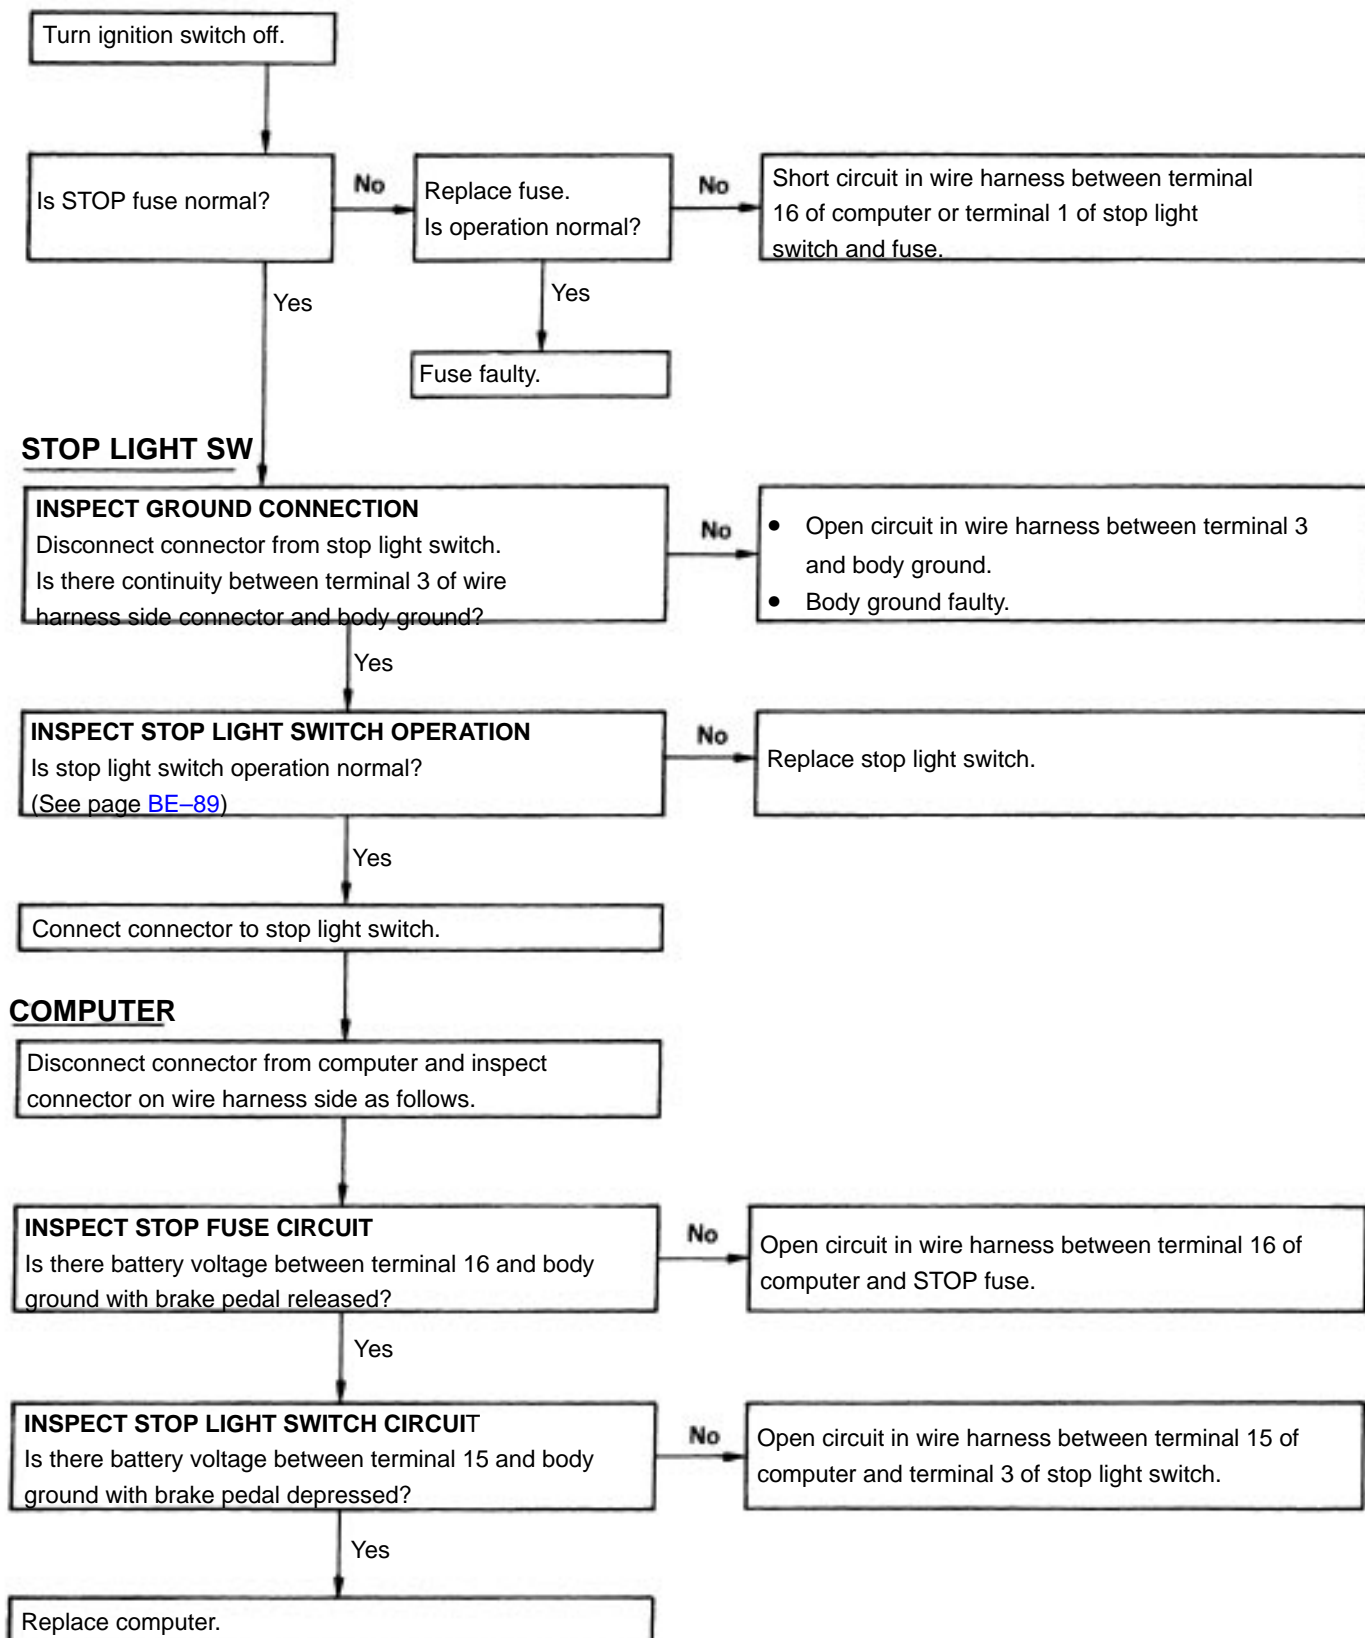 Turn ignition switch off.
Is STOP fuse normal?
No
Replace fuse.
Is operation normal?
No
Short circuit in wire harness between terminal
16 of computer or terminal 1 of stop light
switch and fuse.
Yes
Yes
Fuse faulty.
STOP LIGHT SW
INSPECT GROUND CONNECTION
Disconnect connector from stop light switch.
Is there continuity between terminal 3 of wire
harness side connector and body ground?
No
• Open circuit in wire harness between terminal 3
and body ground.
• Body ground faulty.
Yes
INSPECT STOP LIGHT SWITCH OPERATION
Is stop light switch operation normal?
(See page BE–89)
No
Replace stop light switch.
Yes
Connect connector to stop light switch.
COMPUTER
Disconnect connector from computer and inspect
connector on wire harness side as follows.
INSPECT STOP FUSE CIRCUIT
Is there battery voltage between terminal 16 and body
ground with brake pedal released?
No
Open circuit in wire harness between terminal 16 of
computer and STOP fuse.
Yes
INSPECT STOP LIGHT SWITCH CIRCUIT
Is there battery voltage between terminal 15 and body
ground with brake pedal depressed?
No
Open circuit in wire harness between terminal 15 of
computer and terminal 3 of stop light switch.
Yes
Replace computer.